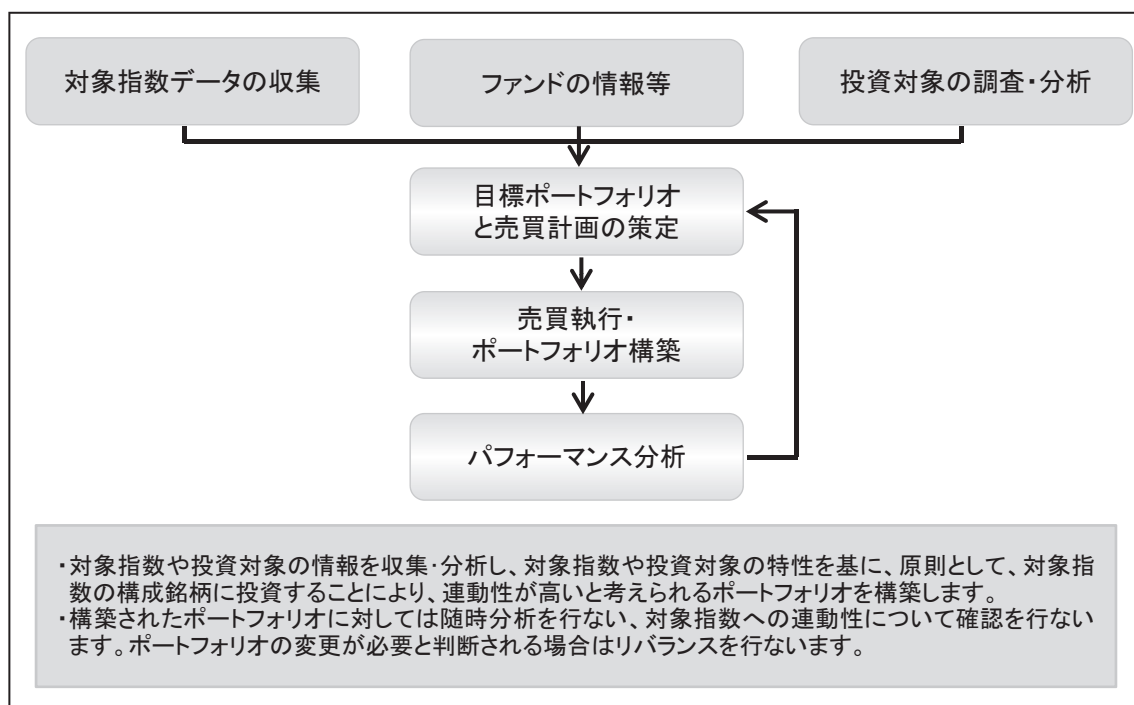 対象指数データの収集
ファンドの情報等
投資対象の調査・分析
目標ポートフォリオ
と売買計画の策定
売買執行・
ポートフォリオ構築
パフォーマンス分析
・対象指数や投資対象の情報を収集・分析し、対象指数や投資対象の特性を基に、原則として、対象指
数の構成銘柄に投資することにより、連動性が高いと考えられるポートフォリオを構築します。
・構築されたポートフォリオに対しては随時分析を行ない、対象指数への連動性について確認を行ない
ます。ポートフォリオの変更が必要と判断される場合はリバランスを行ないます。